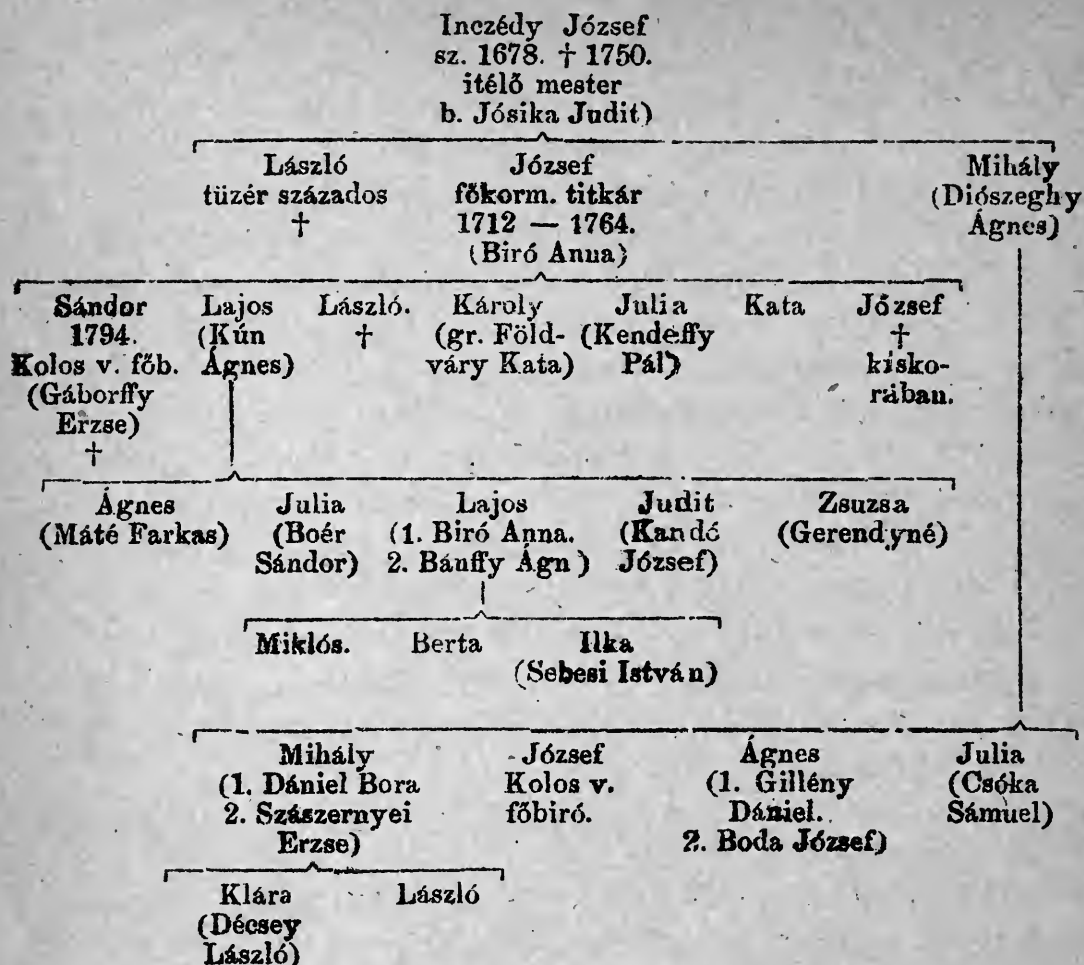 Inczédy József
sz. 1678. † 1750.
itélő mester
b. Jósika Judit)
László József Mihály
tüzér százados főkorm. titkár (Diószeghy
† 1712 — 1764. Ágnes)
(Biró Anna)
Sándor Lajos László. Károly Julia Kata József
1794. (Kún † (gr. Föld- (Kendeffy †
Kolos v. főb. Ágnes) váry Kata) Pál) kisko-
(Gáborffy rában.
Erzse)
†
Ágnes Julia Lajos Judit Zsuzsa
(Máté Farkas) (Boér (1. Biró Anna. (Kandó (Gerendyné)
Sándor) 2. Bánffy Ágn ) József)
Miklós. Berta Ilka
(Sebesi István)
Mihály József Ágnes Julia
(1. Dániel Bora Kolos v. (1. Gillény (Csóka
2. Szászernyei főbiró. Dániel. Sámuel)
Erzse) 2. Boda József)
Klára László
(Décsey
László)